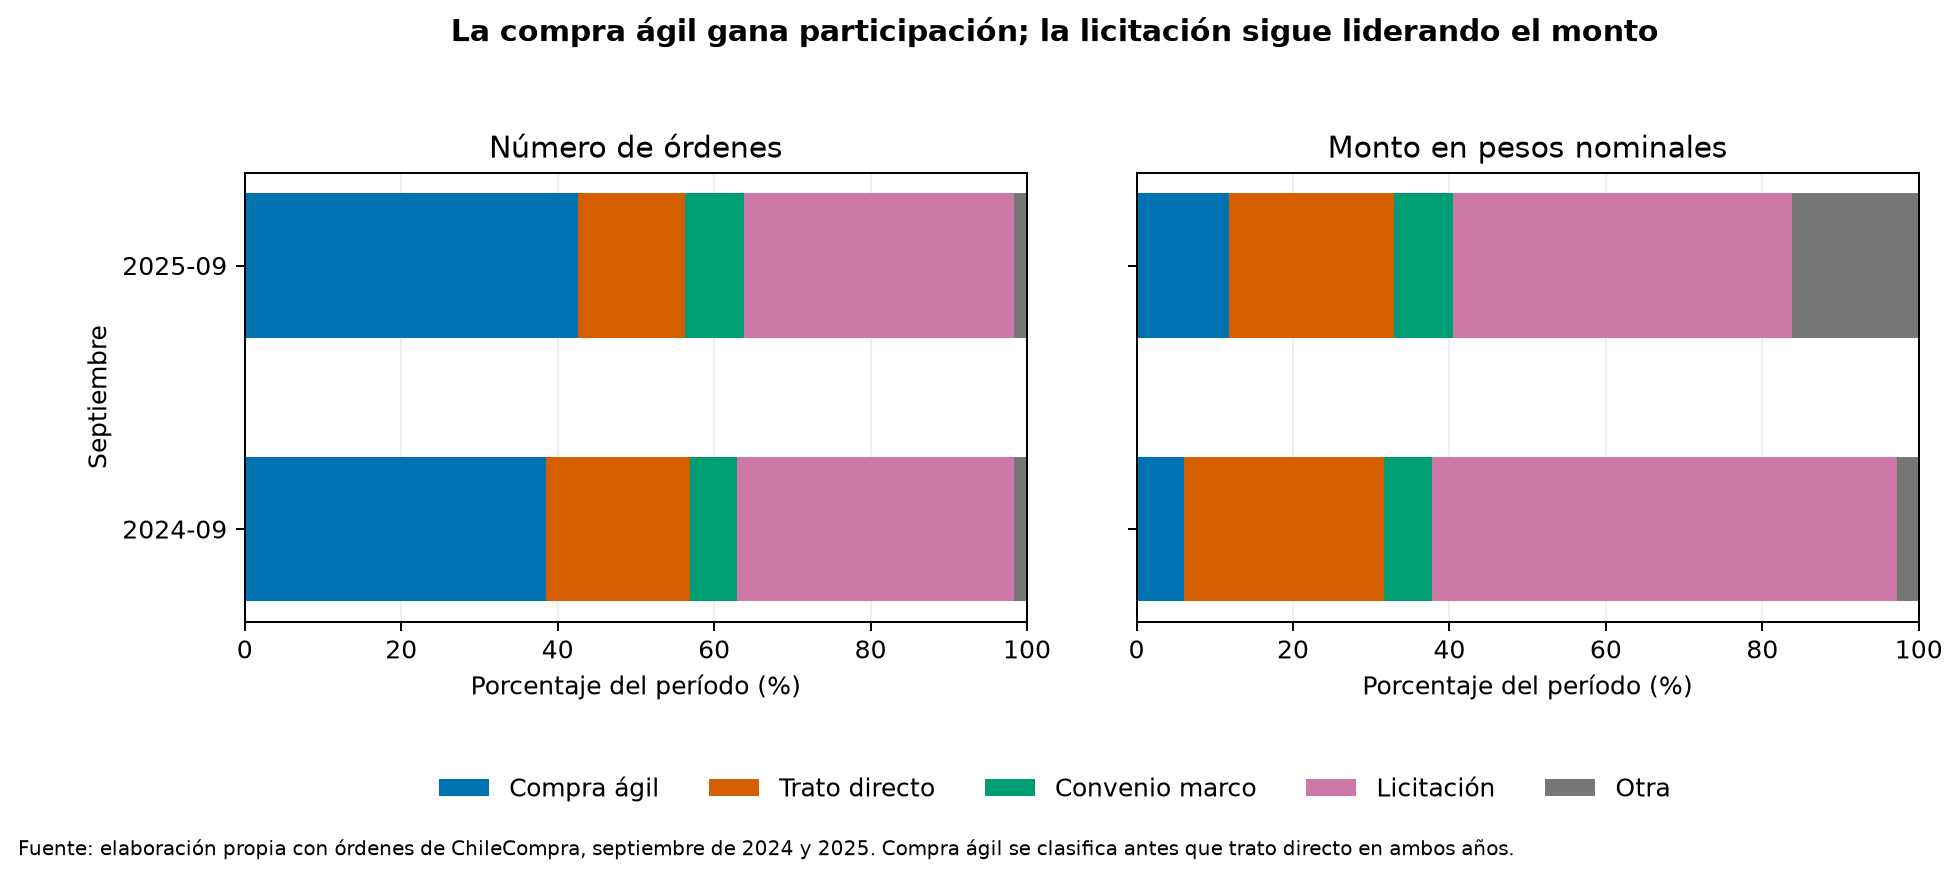 La compra ágil gana participación; la licitación sigue liderando el monto
Número de órdenes
Septiembre
2025-09
2024-09
0 20 40 60 80 100
Porcentaje del período (%)
Monto en pesos nominales
0 20 40 60 80 100
Porcentaje del período (%)
Compra ágil Trato directo Convenio marco Licitación Otra
Fuente: elaboración propia con órdenes de ChileCompra, septiembre de 2024 y 2025. Compra ágil se clasifica antes que trato directo en ambos años.